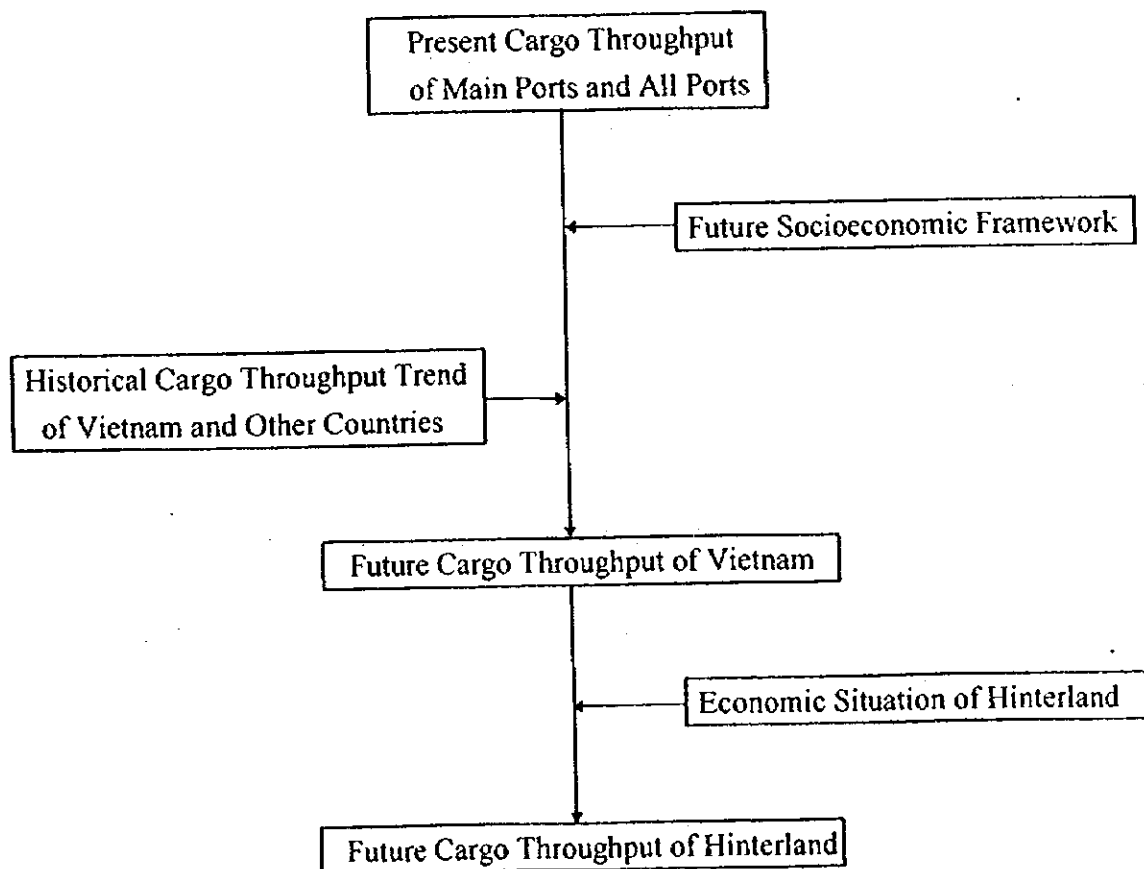 Present Cargo Throughput
of Main Ports and All Ports
Future Socioeconomic Framework
Historical Cargo Throughput Trend
of Vietnam and Other Countries
Future Cargo Throughput of Vietnam
Economic Situation of Hinterland
Future Cargo Throughput of Hinterland